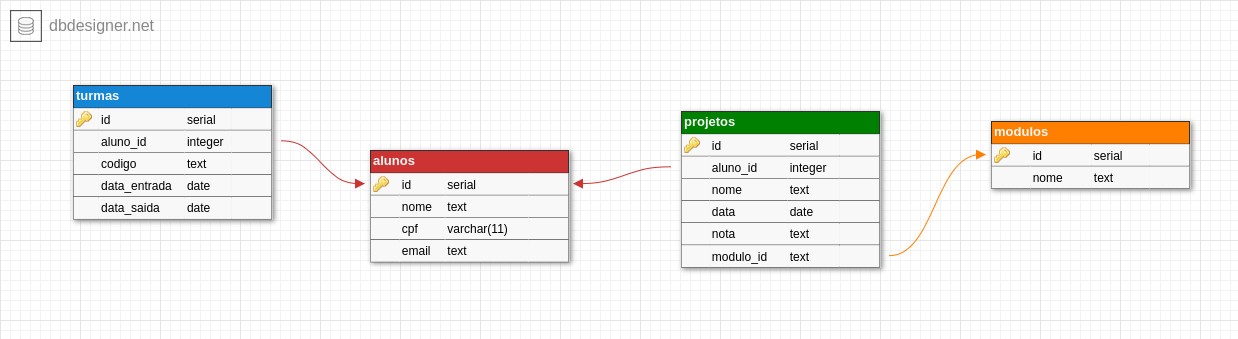 dbdesigner.net
turmas
id serial
aluno_id integer
codigo text
data_entrada date
data_saida date
alunos
id serial
nome text
cpf varchar(11)
email text
projetos
id serial
aluno_id integer
nome text
data date
nota text
modulo_id text
modulos
id serial
nome text